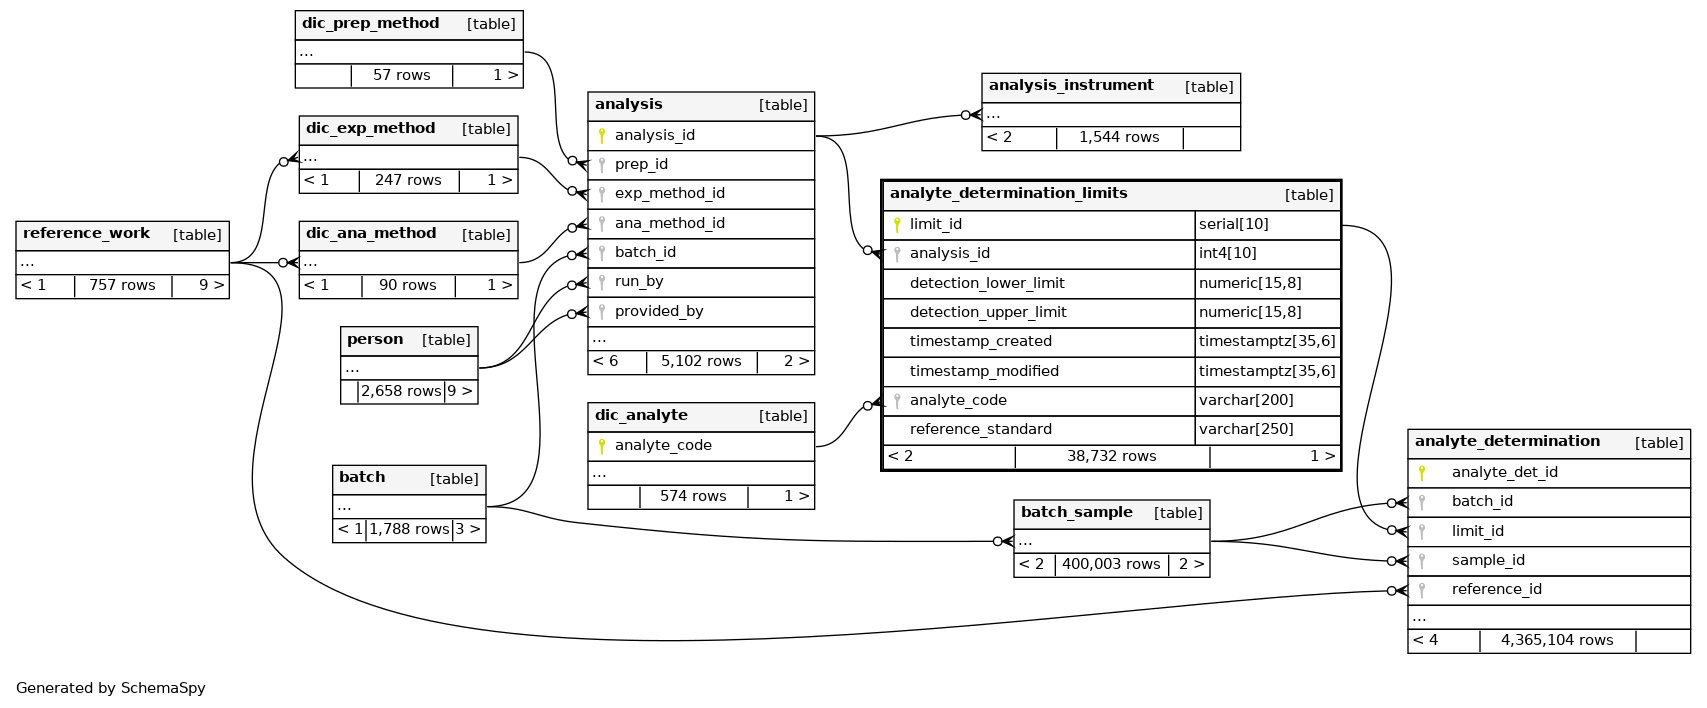 dic_prep_method [table]
...
57 rows 1 >
dic_exp_method [table]
...
< 1 247 rows 1 >
reference_work [table]
...
< 1 757 rows 9 >
dic_ana_method [table]
...
< 1 90 rows 1 >
person [table]
...
2,658 rows 9 >
batch [table]
...
< 1 1,788 rows 3 >
analysis [table]
analysis_id
prep_id
exp_method_id
ana_method_id
batch_id
run_by
provided_by
...
< 6 5,102 rows 2 >
dic_analyte [table]
analyte_code
...
574 rows 1 >
analysis_instrument [table]
...
< 2 1,544 rows
analyte_determination_limits [table]
limit_id serial[10]
analysis_id int4[10]
detection_lower_limit numeric[15,8]
detection_upper_limit numeric[15,8]
timestamp_created timestamptz[35,6]
timestamp_modified timestamptz[35,6]
analyte_code varchar[200]
reference_standard varchar[250]
< 2 38,732 rows 1 >
batch_sample [table]
...
< 2 400,003 rows 2 >
analyte_determination [table]
analyte_det_id
batch_id
limit_id
sample_id
reference_id
...
< 4 4,365,104 rows
Generated by SchemaSpy